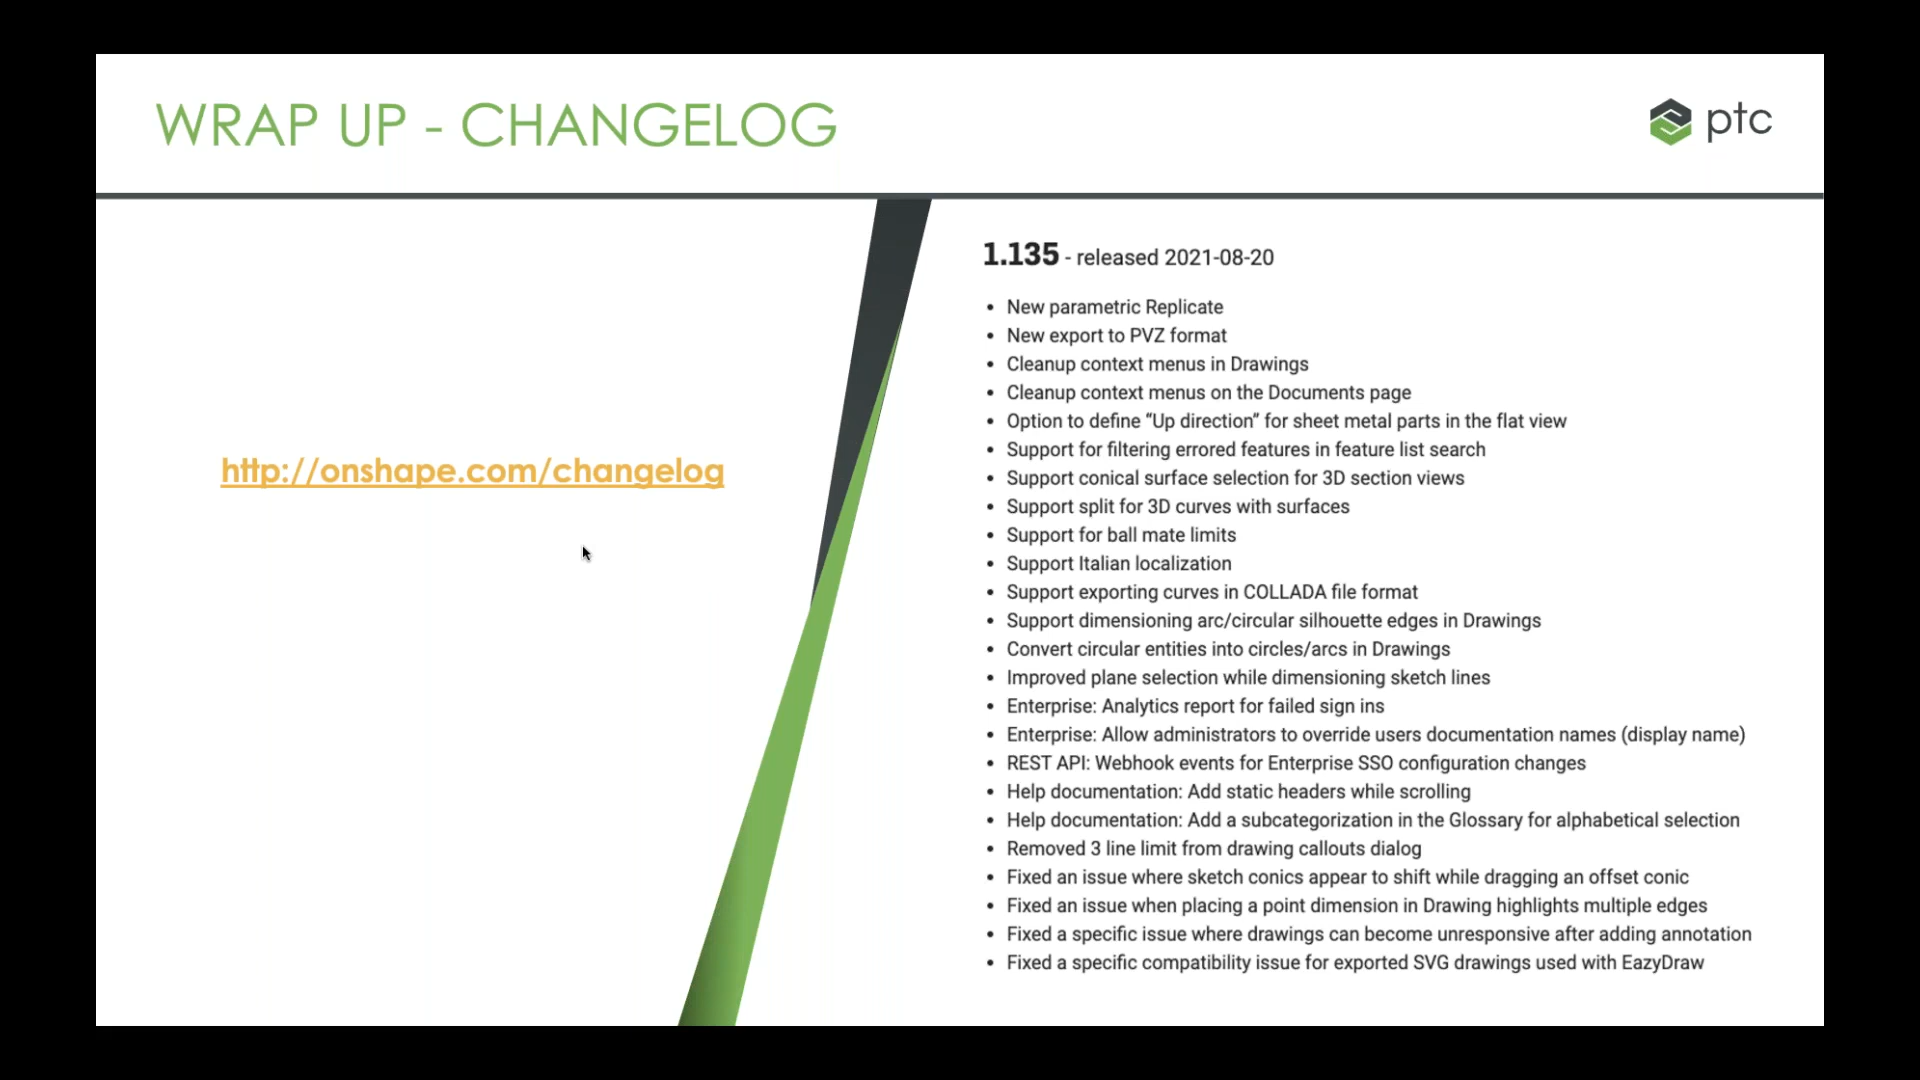 WRAP UP - CHANGELOG
ptc
http://onshape.com/changelog
1.135 - released 2021-08-20
• New parametric Replicate
• New export to PVZ format
• Cleanup context menus in Drawings
• Cleanup context menus on the Documents page
• Option to define “Up direction” for sheet metal parts in the flat view
• Support for filtering errored features in feature list search
• Support conical surface selection for 3D section views
• Support split for 3D curves with surfaces
• Support for ball mate limits
• Support Italian localization
• Support exporting curves in COLLADA file format
• Support dimensioning arc/circular silhouette edges in Drawings
• Convert circular entities into circles/arcs in Drawings
• Improved plane selection while dimensioning sketch lines
• Enterprise: Analytics report for failed sign ins
• Enterprise: Allow administrators to override users documentation names (display name)
• REST API: Webhook events for Enterprise SSO configuration changes
• Help documentation: Add static headers while scrolling
• Help documentation: Add a subcategorization in the Glossary for alphabetical selection
• Removed 3 line limit from drawing callouts dialog
• Fixed an issue where sketch conics appear to shift while dragging an offset conic
• Fixed an issue when placing a point dimension in Drawing highlights multiple edges
• Fixed a specific issue where drawings can become unresponsive after adding annotation
• Fixed a specific compatibility issue for exported SVG drawings used with EazyDraw